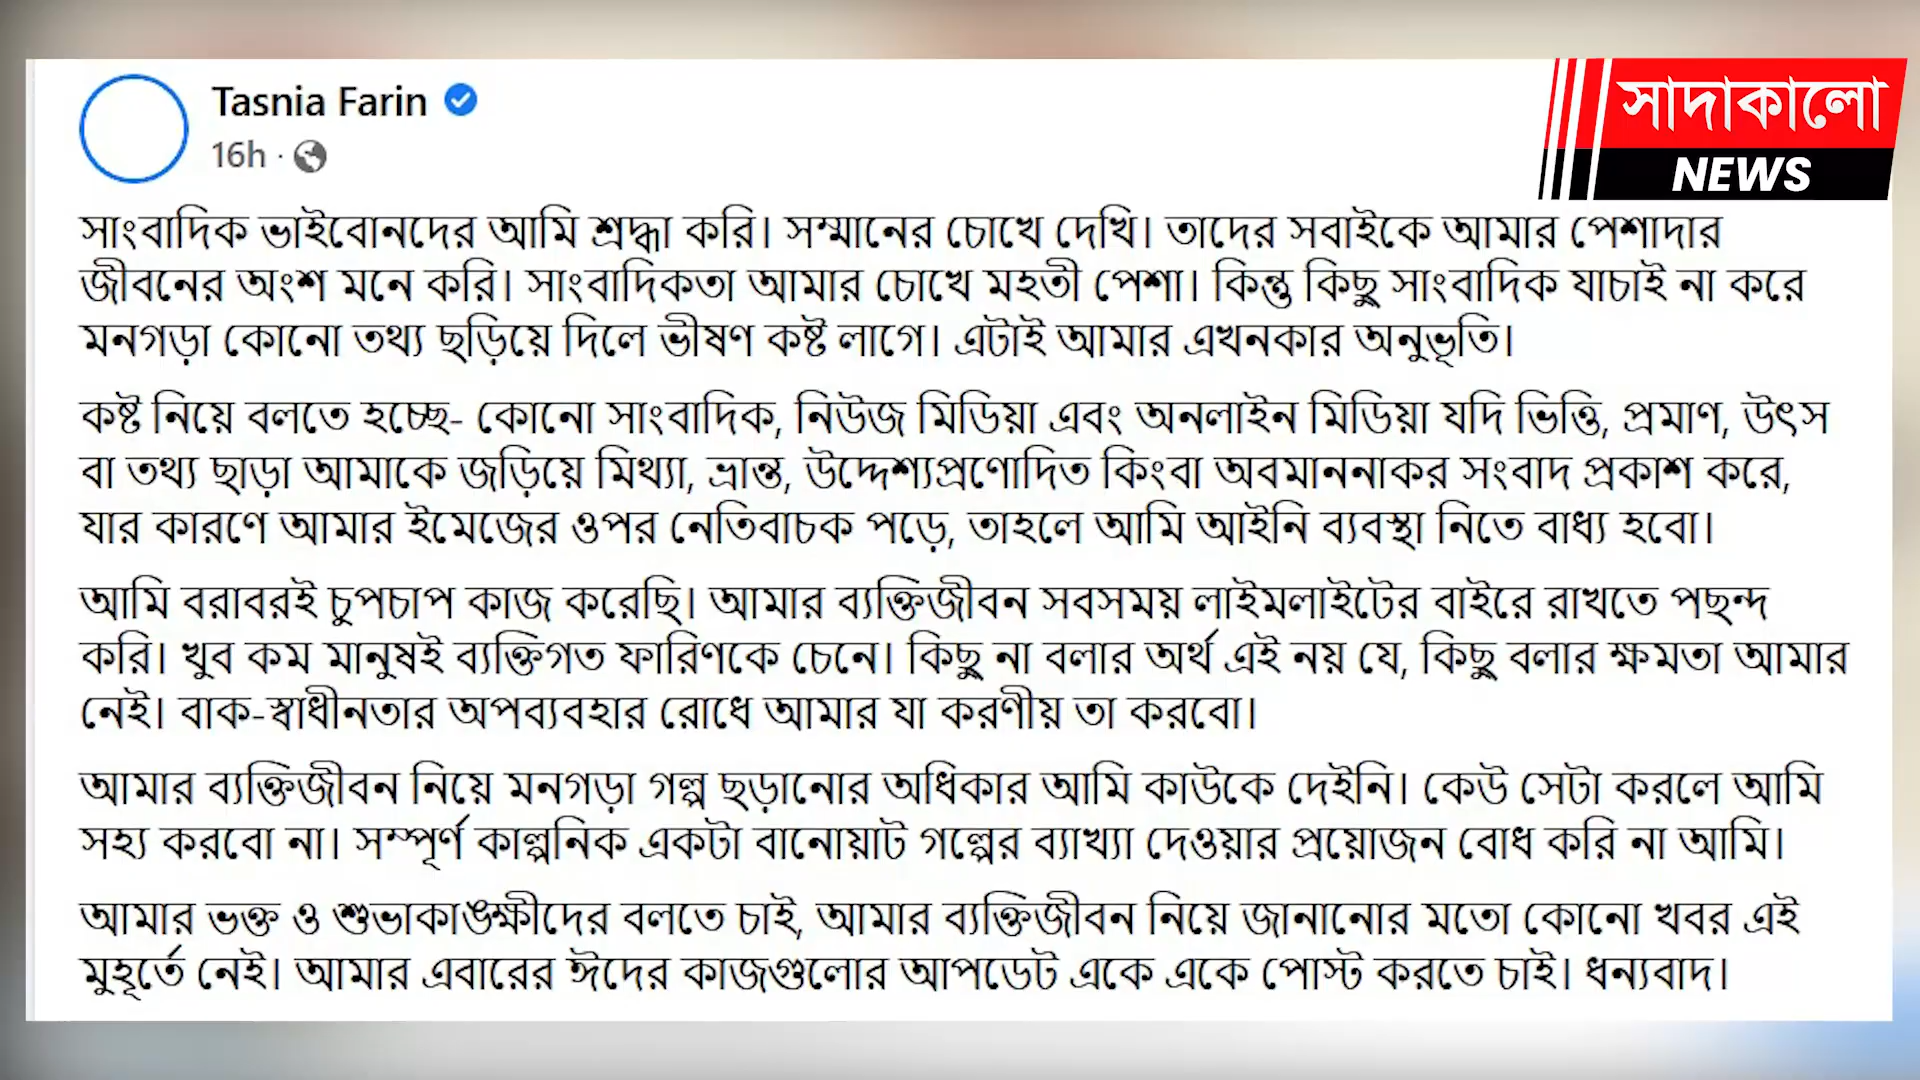 Tasnia Farin
16h ·
সাদাকালো
NEWS
সাংবাদিক ভাইবোনদের আমি শ্রদ্ধা করি। সম্মানের চোখে দেখি। তাদের সবাইকে আমার পেশাদার
জীবনের অংশ মনে করি। সাংবাদিকতা আমার চোখে মহতী পেশা। কিন্তু কিছু সাংবাদিক যাচাই না করে
মনগড়া কোনো তথ্য ছড়িয়ে দিলে ভীষণ কষ্ট লাগে। এটাই আমার এখনকার অনুভূতি।
কষ্ট নিয়ে বলতে হচ্ছে- কোনো সাংবাদিক, নিউজ মিডিয়া এবং অনলাইন মিডিয়া যদি ভিত্তি, প্রমাণ, উৎস
বা তথ্য ছাড়া আমাকে জড়িয়ে মিথ্যা, ভ্রান্ত, উদ্দেশ্যপ্রণোদিত কিংবা অবমাননাকর সংবাদ প্রকাশ করে,
যার কারণে আমার ইমেজের ওপর নেতিবাচক পড়ে, তাহলে আমি আইনি ব্যবস্থা নিতে বাধ্য হবো।
আমি বরাবরই চুপচাপ কাজ করেছি। আমার ব্যক্তিজীবন সবসময় লাইমলাইটের বাইরে রাখতে পছন্দ
করি। খুব কম মানুষই ব্যক্তিগত ফারিণকে চেনে। কিছু না বলার অর্থ এই নয় যে, কিছু বলার ক্ষমতা আমার
নেই। বাক-স্বাধীনতার অপব্যবহার রোধে আমার যা করণীয় তা করবো।
আমার ব্যক্তিজীবন নিয়ে মনগড়া গল্প ছড়ানোর অধিকার আমি কাউকে দেইনি। কেউ সেটা করলে আমি
সহ্য করবো না। সম্পূর্ণ কাল্পনিক একটা বানোয়াট গল্পের ব্যাখ্যা দেওয়ার প্রয়োজন বোধ করি না আমি।
আমার ভক্ত ও শুভাকাঙ্ক্ষীদের বলতে চাই, আমার ব্যক্তিজীবন নিয়ে জানানোর মতো কোনো খবর এই
মুহূর্তে নেই। আমার এবারের ঈদের কাজগুলোর আপডেট একে একে পোস্ট করতে চাই। ধন্যবাদ।